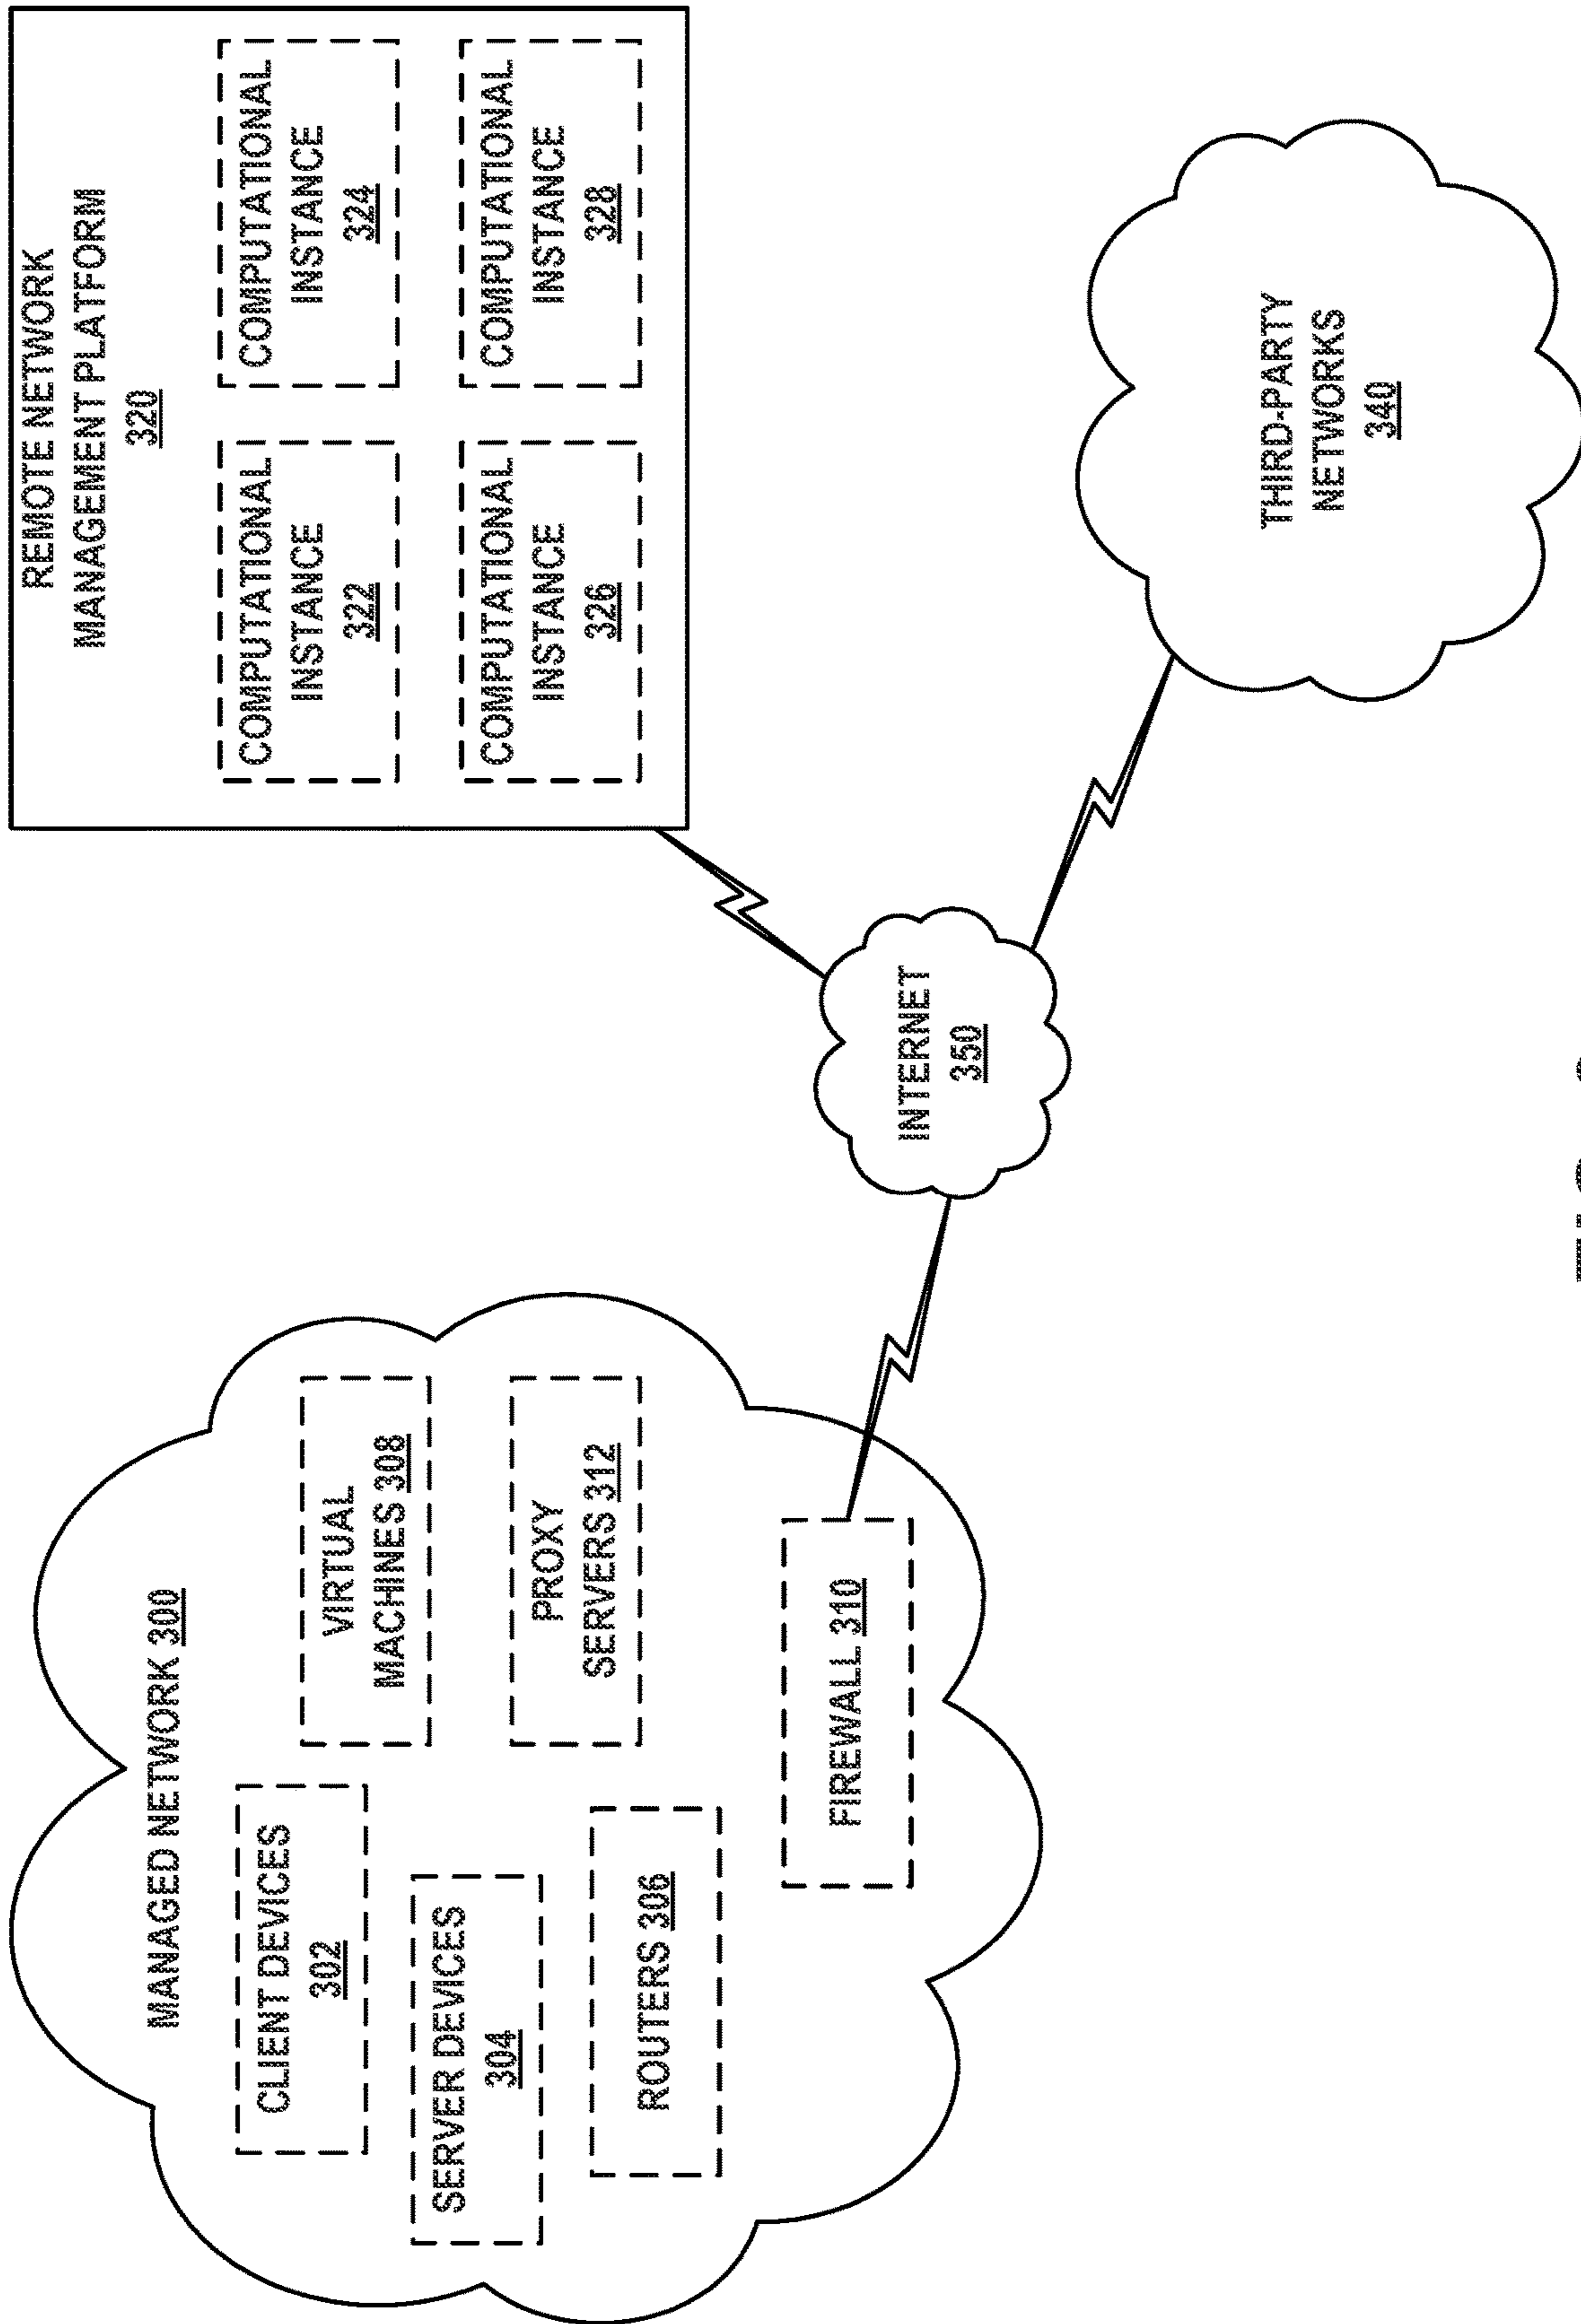 MANAGED NETWORK 300
CLIENT DEVICES
302
SERVER DEVICES
304
ROUTERS 306
VIRTUAL
MACHINES 308
PROXY
SERVERS 312
FIREWALL 310
INTERNET
350
REMOTE NETWORK
MANAGEMENT PLATFORM
320
COMPUTATIONAL
INSTANCE
322
COMPUTATIONAL
INSTANCE
324
COMPUTATIONAL
INSTANCE
326
COMPUTATIONAL
INSTANCE
328
THIRD-PARTY
NETWORKS
340